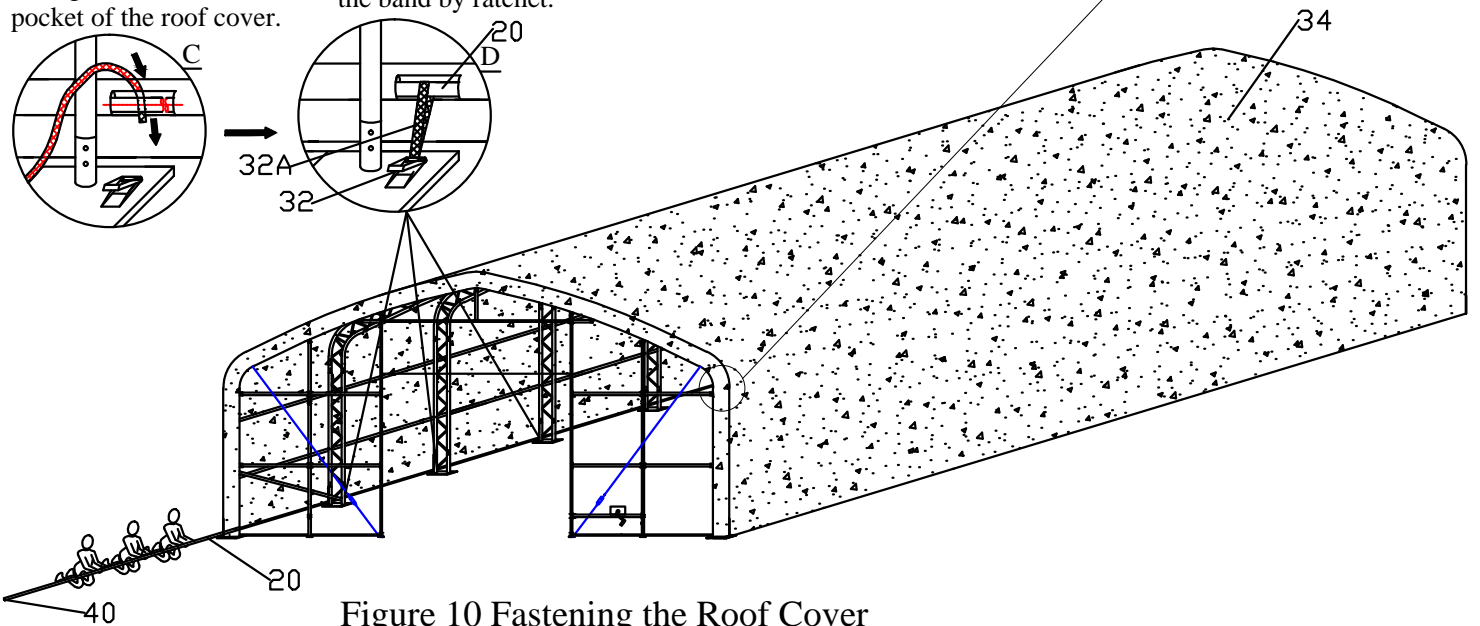 pocket of the roof cover.
the band by ratchet.
C
20
D
34
32A
32
20
40
Figure 10 Fastening the Roof Cover